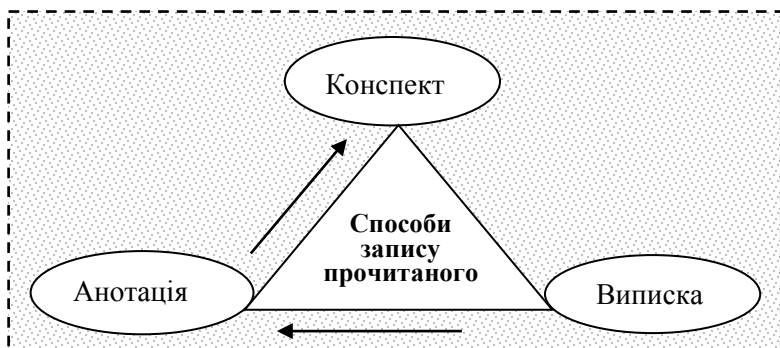 Конспект
Способи
запису
прочитаного
Анотація
Виписка